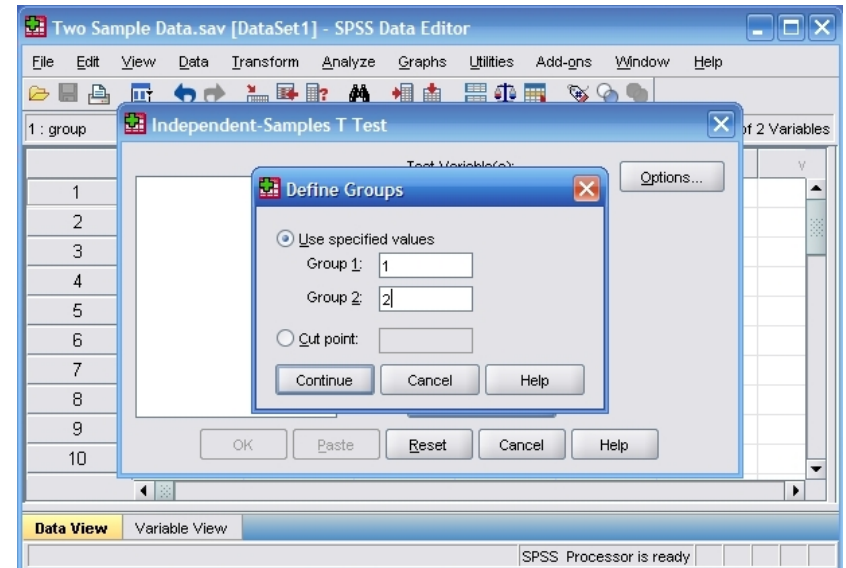 Two Sample Data.sav [DataSet1] - SPSS Data Editor
File Edit View Data Transform Analyze Graphs Utilities Add-ons Window Help
1 : group
of 2 Variables
Independent-Samples T Test
Options...
Define Groups
Use specified values
Group 1: 1
Group 2: 2
Cut point:
Continue Cancel Help
OK Paste Reset Cancel Help
1
2
3
4
5
6
7
8
9
10
Data View Variable View
SPSS Processor is ready